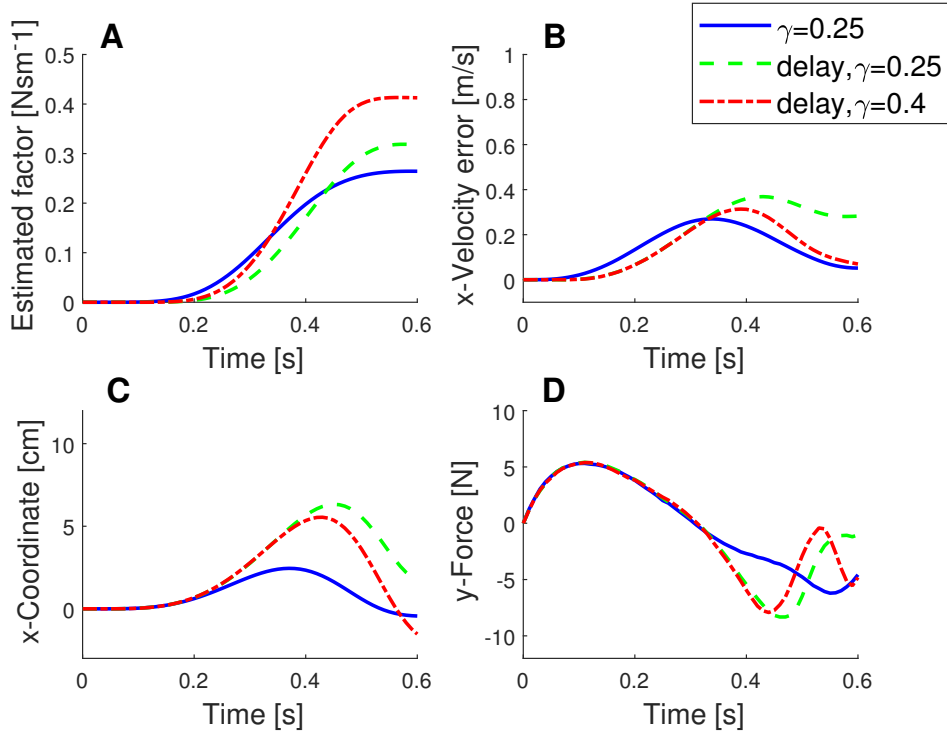 A
Estimated factor [Nsm⁻1]
0.5
0.4
0.3
0.2
0.1
0
0
0.2
0.4
0.6
Time [s]
B
x-Velocity error [m/s]
1
0.8
0.6
0.4
0.2
0
0
0.2
0.4
0.6
Time [s]
γ=0.25
delay,γ=0.25
delay,γ=0.4
C
x-Coordinate [cm]
10
5
0
0
0.2
0.4
0.6
Time [s]
D
y-Force [N]
10
5
0
-5
-10
0
0.2
0.4
0.6
Time [s]